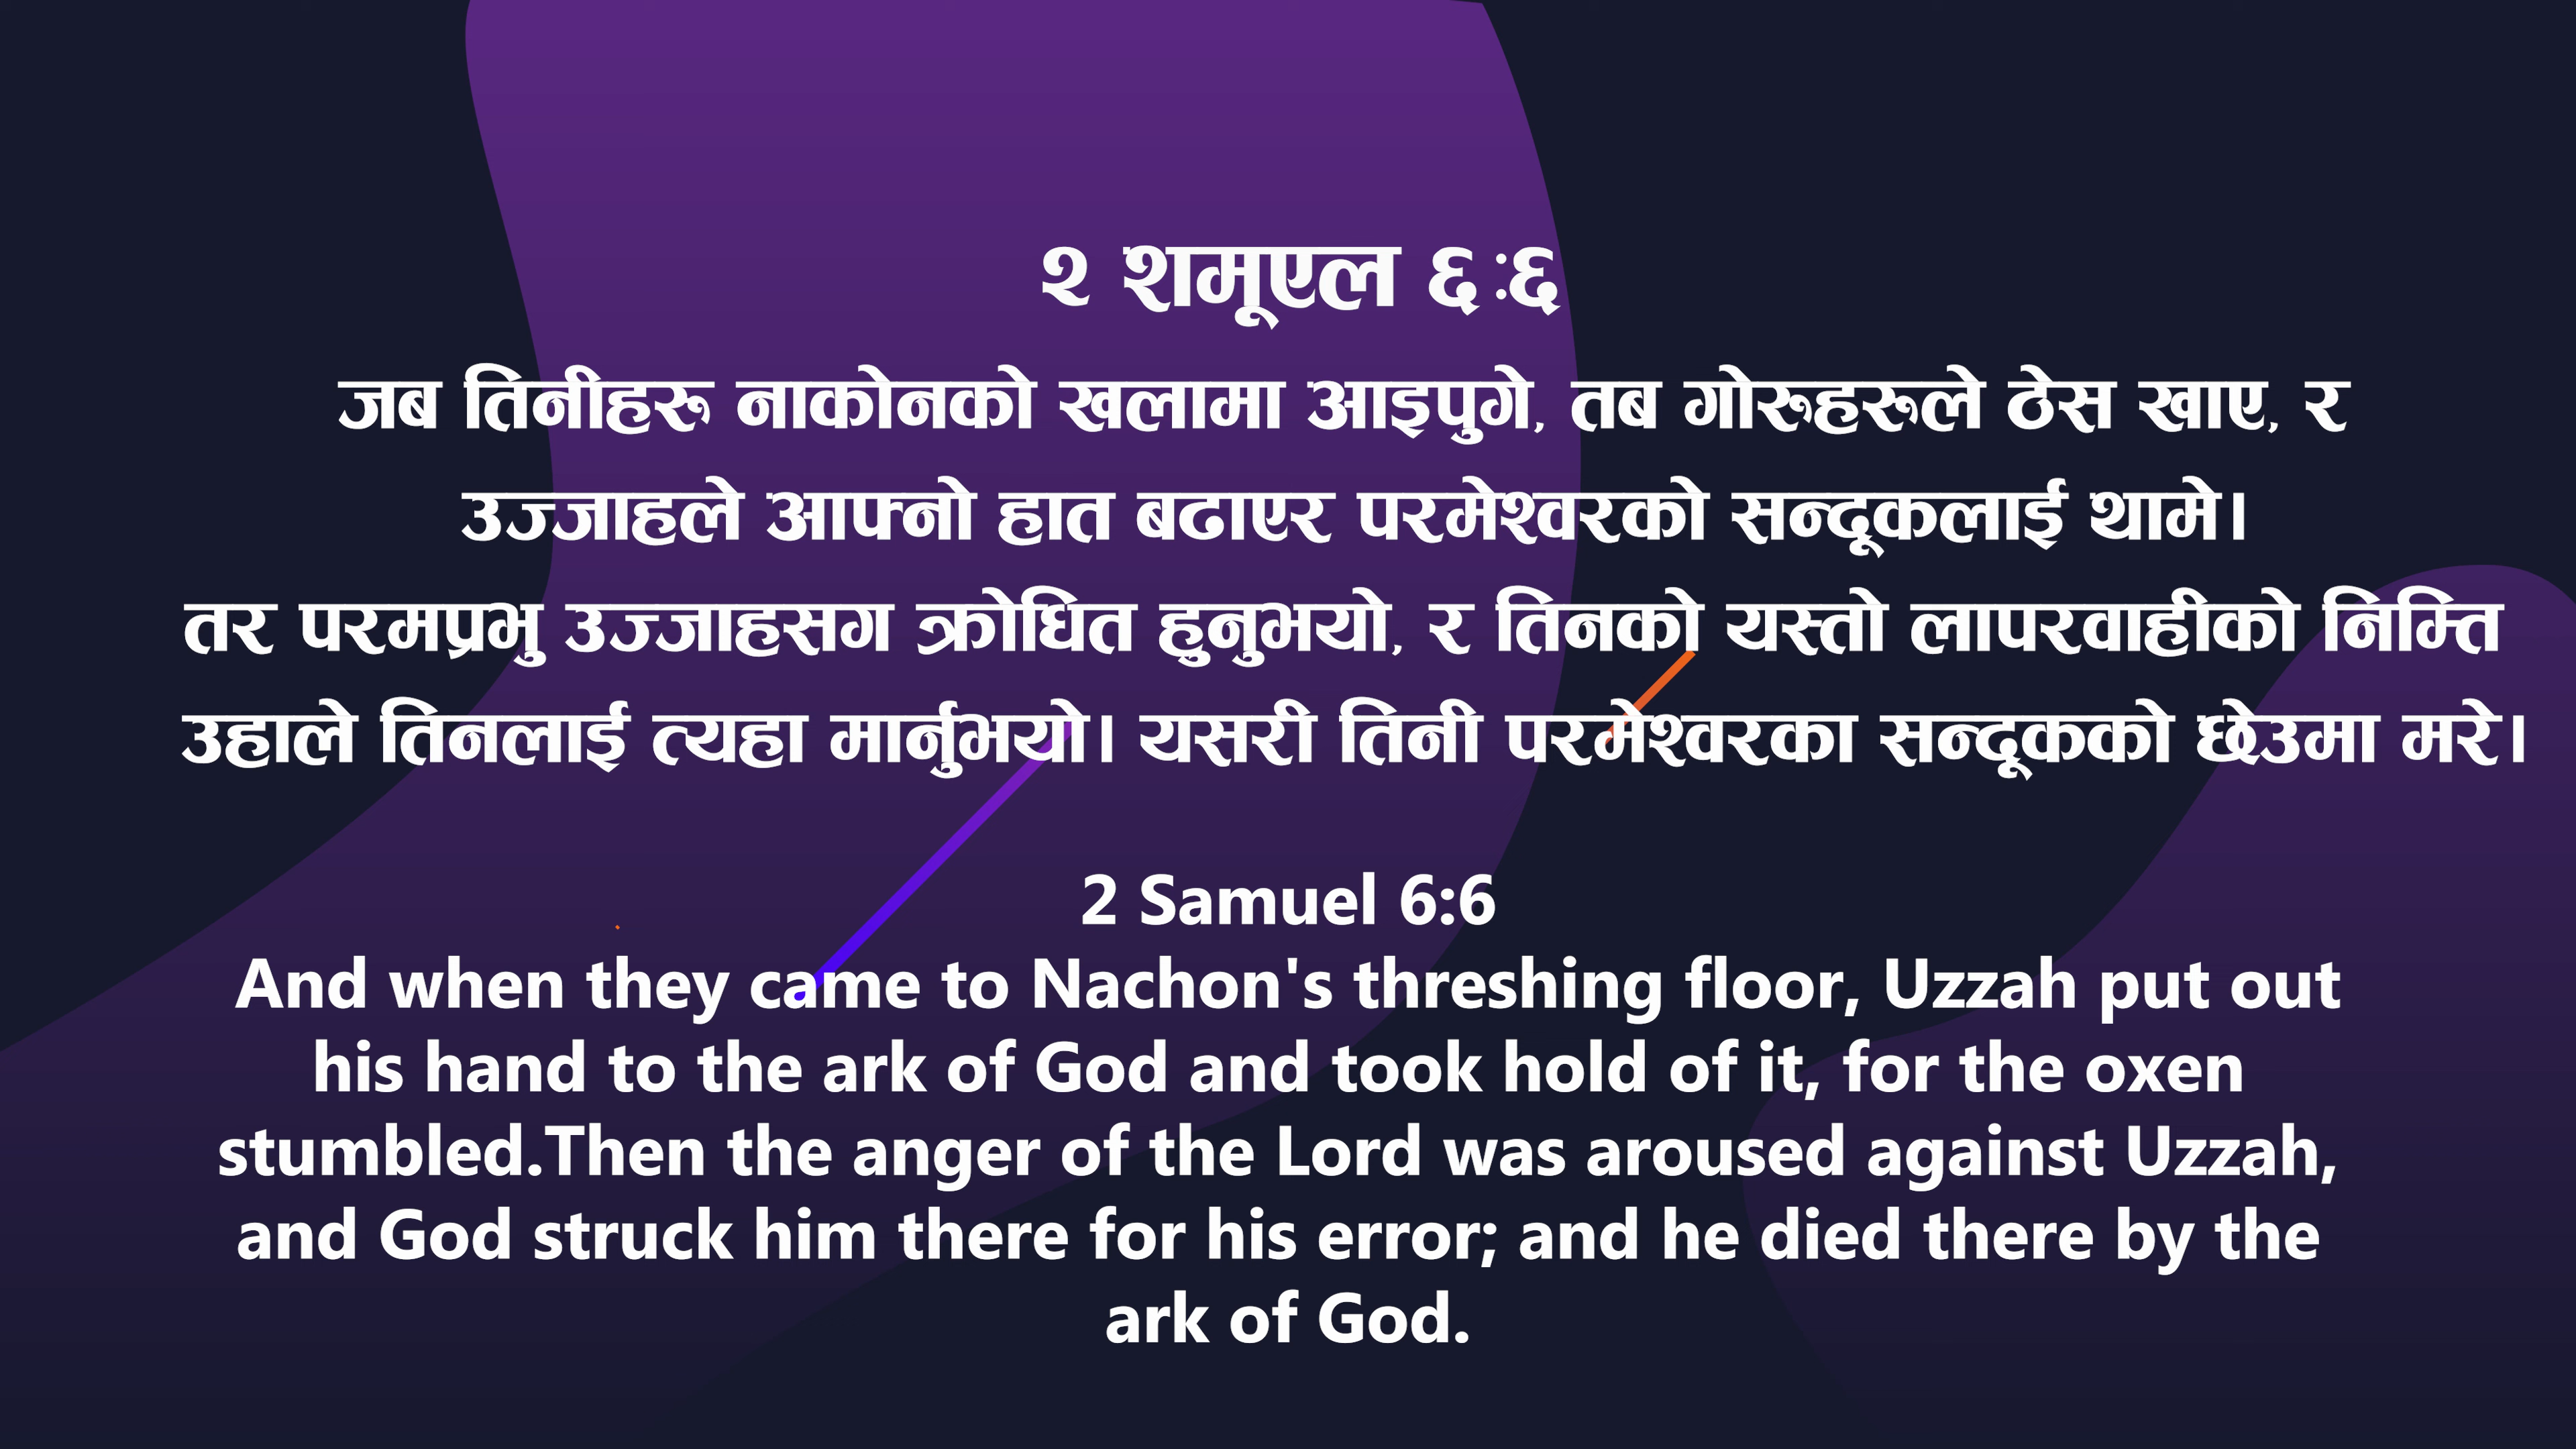 २ शमूएल ६ः६
जब तिनीहरू नाकोनको खलामा आइपुगे, तब गोरुहरुले ठेस खाए, र
उज्जाहले आफ्नो हात बढाएर परमेश्वरको सन्दूकलाई थामे।
तर परमप्रभु उज्जाहसग क्रोधित हुनुभयो, र तिनको यस्तो लापरवाहीको निम्ति
उहाले तिनलाई त्यहा मार्नुभयो। यसरी तिनी परमेश्वरका सन्दूकको छेउमा मरे।
2 Samuel 6:6
And when they came to Nachon's threshing floor, Uzzah put out
his hand to the ark of God and took hold of it, for the oxen
stumbled.Then the anger of the Lord was aroused against Uzzah,
and God struck him there for his error; and he died there by the
ark of God.